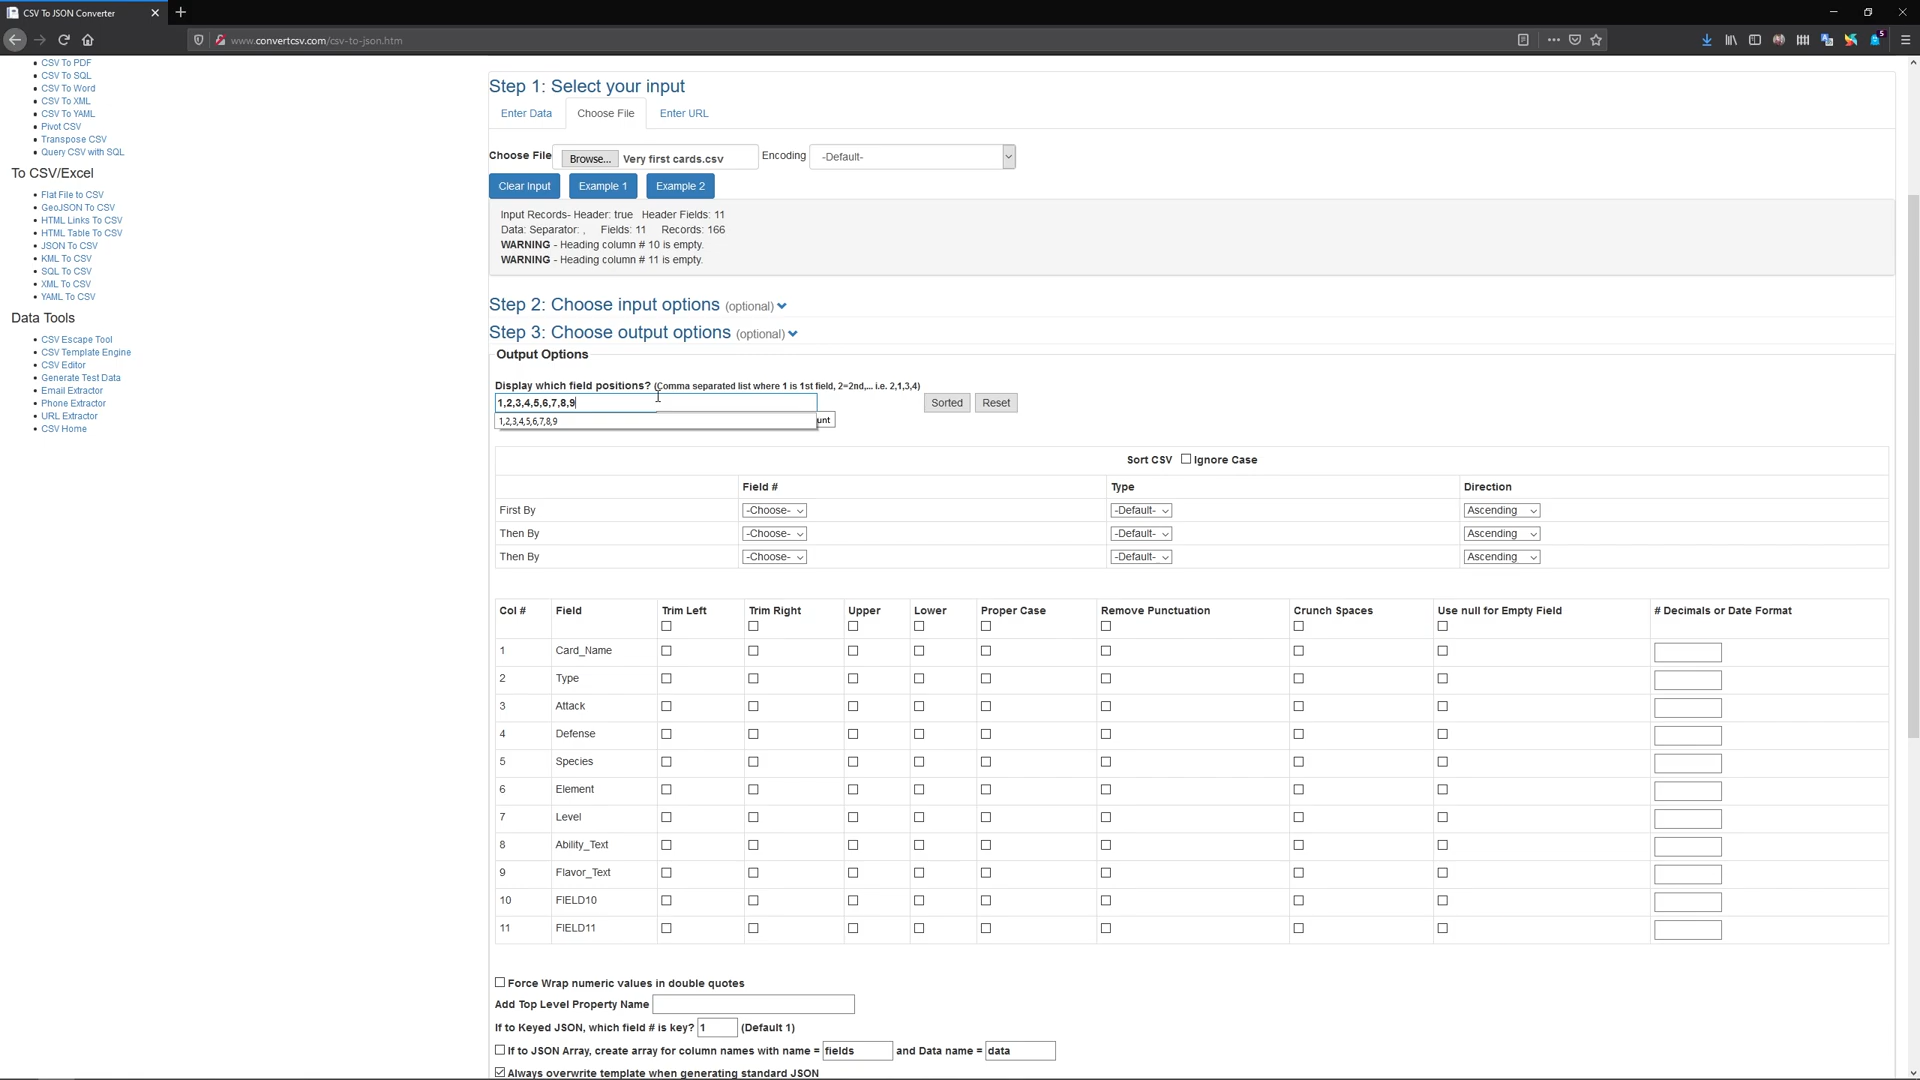 CSV To JSON Converter
www.convertcsv.com/csv-to-json.htm
5
CSV To PDF
CSV To SQL
CSV To Word
CSV To XML
CSV To YAML
Pivot CSV
Transpose CSV
Query CSV with SQL
To CSV/Excel
Flat File to CSV
GeoJSON To CSV
HTML Links To CSV
HTML Table To CSV
JSON To CSV
KML To CSV
SQL To CSV
XML To CSV
YAML To CSV
Data Tools
CSV Escape Tool
CSV Template Engine
CSV Editor
Generate Test Data
Email Extractor
Phone Extractor
URL Extractor
CSV Home
Step 1: Select your input
Enter Data Choose File Enter URL
Choose File Browse... Very first cards.csv Encoding -Default-
Clear Input Example 1 Example 2
Input Records- Header: true Header Fields: 11
Data: Separator: , Fields: 11 Records: 166
WARNING - Heading column # 10 is empty.
WARNING - Heading column # 11 is empty.
Step 2: Choose input options (optional)
Step 3: Choose output options (optional)
Output Options
Display which field positions? (Comma separated list where 1 is 1st field, 2=2nd,... i.e. 2,1,3,4)
1,2,3,4,5,6,7,8,9 Sorted Reset
1,2,3,4,5,6,7,8,9 unt
Sort CSV Ignore Case
Field # Type Direction
First By -Choose- -Default- Ascending
Then By -Choose- -Default- Ascending
Then By -Choose- -Default- Ascending
Col # Field Trim Left Trim Right Upper Lower Proper Case Remove Punctuation Crunch Spaces Use null for Empty Field # Decimals or Date Format
1 Card_Name
2 Type
3 Attack
4 Defense
5 Species
6 Element
7 Level
8 Ability_Text
9 Flavor_Text
10 FIELD10
11 FIELD11
Force Wrap numeric values in double quotes
Add Top Level Property Name
If to Keyed JSON, which field # is key? 1 (Default 1)
If to JSON Array, create array for column names with name = fields and Data name = data
Always overwrite template when generating standard JSON